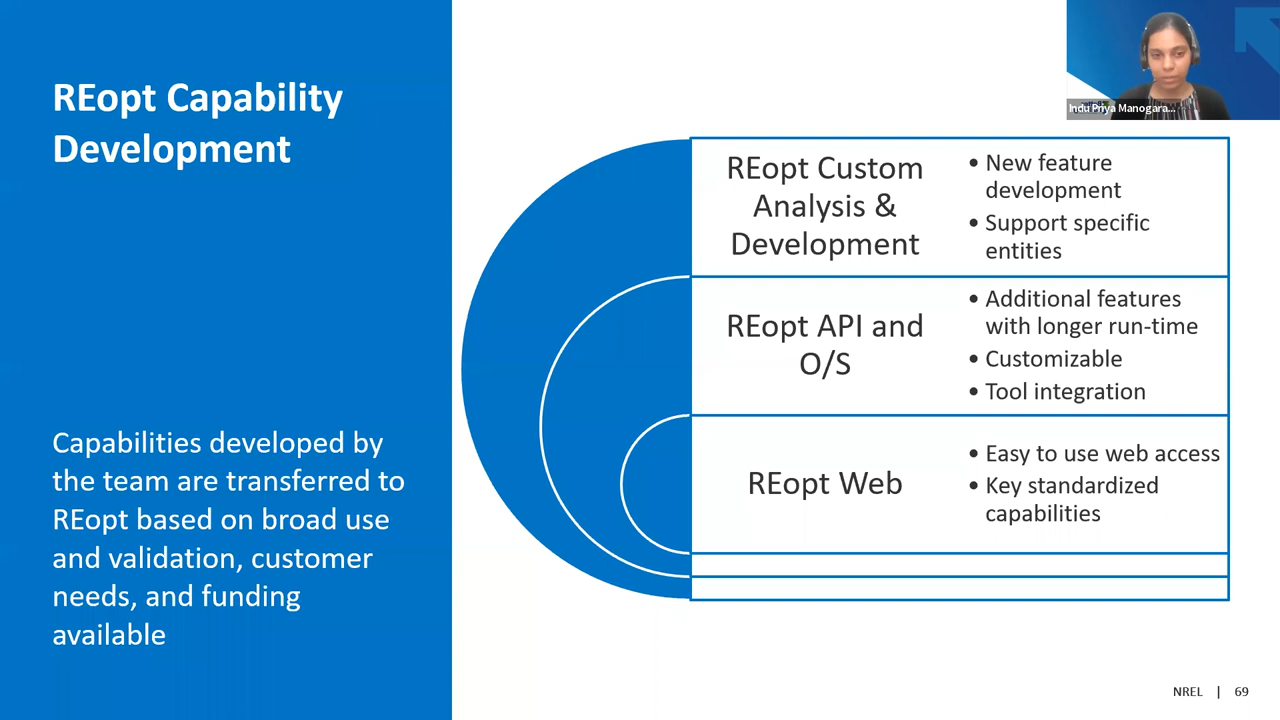 REopt Capability
Development
Capabilities developed by
the team are transferred to
REopt based on broad use
and validation, customer
needs, and funding
available
Indu Priya Manogara...
REopt Custom
Analysis &
Development
• New feature
development
• Support specific
entities
REopt API and
O/S
• Additional features
with longer run-time
• Customizable
• Tool integration
REopt Web
• Easy to use web access
• Key standardized
capabilities
NREL | 69